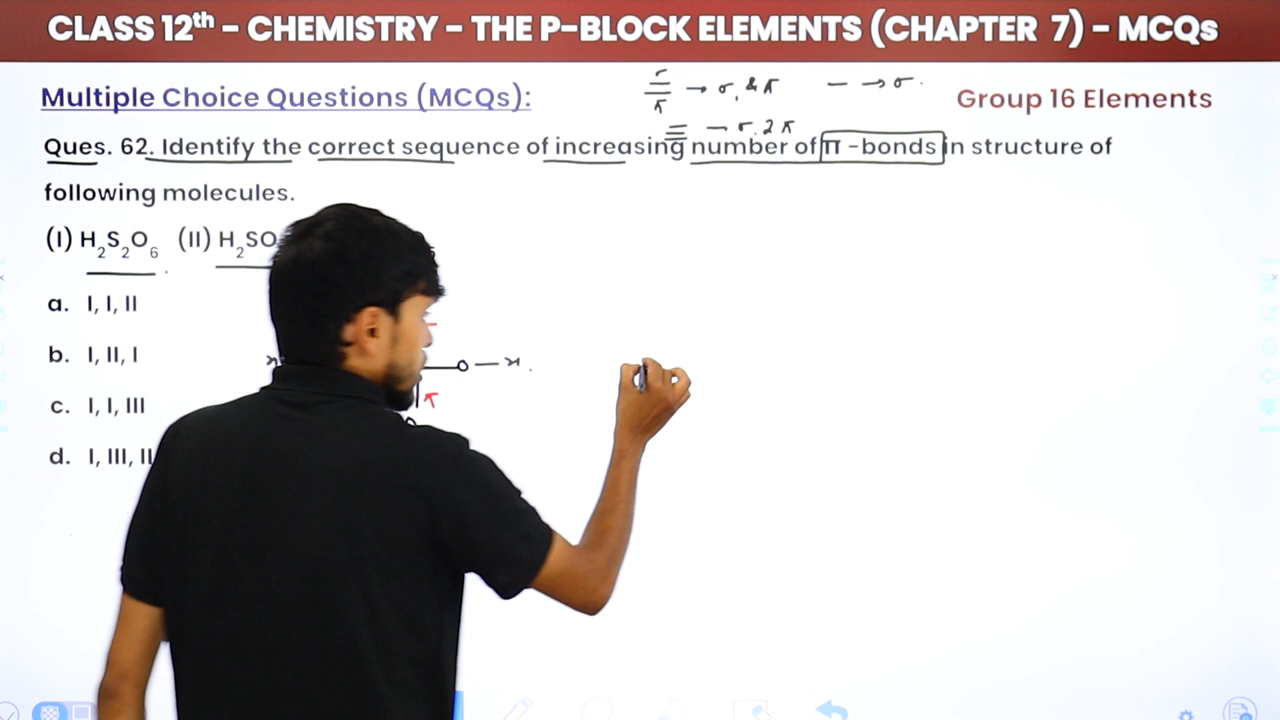 CLASS 12th - CHEMISTRY - THE P-BLOCK ELEMENTS (CHAPTER 7) - MCQs
Multiple Choice Questions (MCQs):
Group 16 Elements
→ σ, & π — → σ.
≡ — σ. 2π
Ques. 62. Identify the correct sequence of increasing number of π -bonds in structure of
following molecules.
(I) H2S2O6 (II) H2SO
a. I, I, II
b. I, II, I
c. I, I, III
d. I, III, II